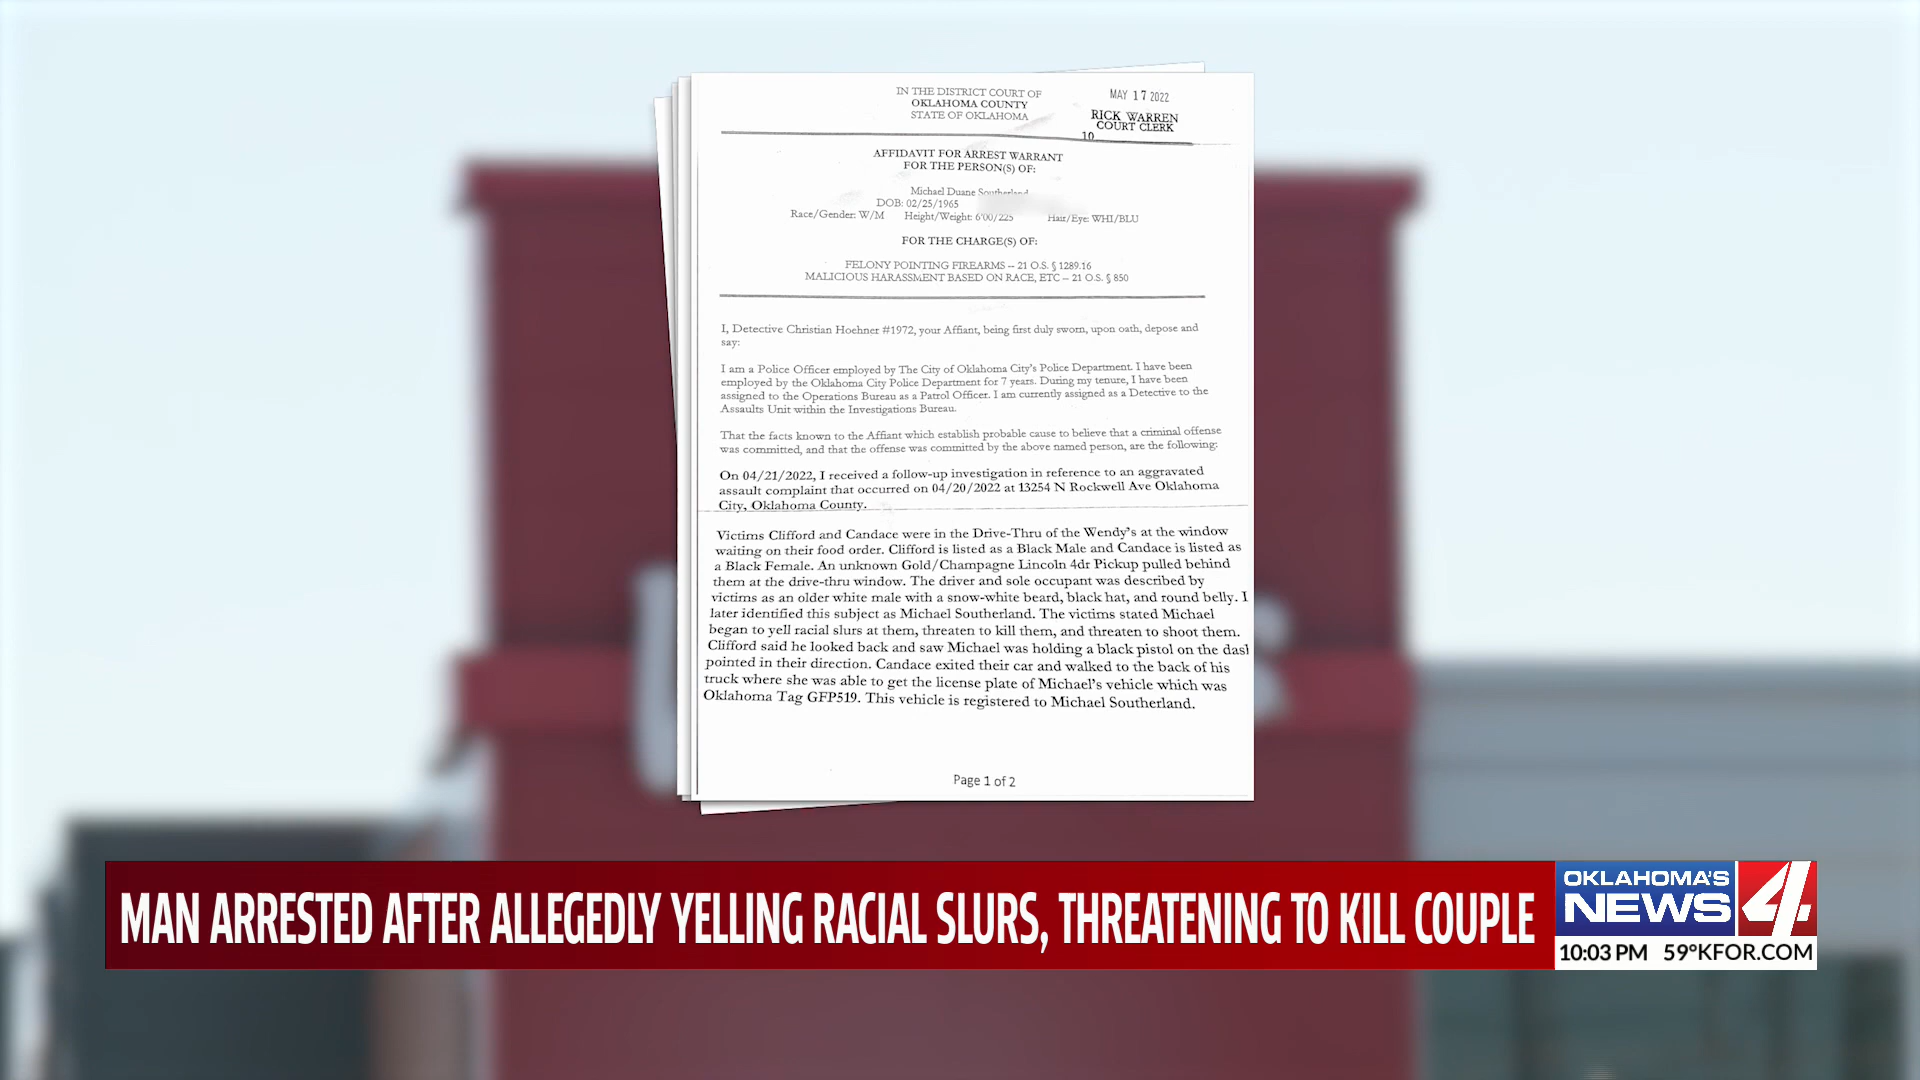 IN THE DISTRICT COURT OF
OKLAHOMA COUNTY
STATE OF OKLAHOMA
MAY 17 2022
RICK WARREN
COURT CLERK
10
AFFIDAVIT FOR ARREST WARRANT
FOR THE PERSON(S) OF:
Michael Duane Southerland
DOB: 02/25/1965
Race/Gender: W/M Height/Weight: 6'00/225 Hair/Eye: WHI/BLU
FOR THE CHARGE(S) OF:
FELONY POINTING FIREARMS – 21 O.S. § 1289.16
MALICIOUS HARASSMENT BASED ON RACE, ETC – 21 O.S. § 850
I, Detective Christian Hoehner #1972, your Affiant, being first duly sworn, upon oath, depose and
say:
I am a Police Officer employed by The City of Oklahoma City's Police Department. I have been
employed by the Oklahoma City Police Department for 7 years. During my tenure, I have been
assigned to the Operations Bureau as a Patrol Officer. I am currently assigned as a Detective to the
Assaults Unit within the Investigations Bureau.
That the facts known to the Affiant which establish probable cause to believe that a criminal offense
was committed, and that the offense was committed by the above named person, are the following:
On 04/21/2022, I received a follow-up investigation in reference to an aggravated
assault complaint that occurred on 04/20/2022 at 13254 N Rockwell Ave Oklahoma
City, Oklahoma County.
Victims Clifford and Candace were in the Drive-Thru of the Wendy's at the window
waiting on their food order. Clifford is listed as a Black Male and Candace is listed as
a Black Female. An unknown Gold/Champagne Lincoln 4dr Pickup pulled behind
them at the drive-thru window. The driver and sole occupant was described by
victims as an older white male with a snow-white beard, black hat, and round belly. I
later identified this subject as Michael Southerland. The victims stated Michael
began to yell racial slurs at them, threaten to kill them, and threaten to shoot them.
Clifford said he looked back and saw Michael was holding a black pistol on the dash
pointed in their direction. Candace exited their car and walked to the back of his
truck where she was able to get the license plate of Michael's vehicle which was
Oklahoma Tag GFP519. This vehicle is registered to Michael Southerland.
Page 1 of 2
MAN ARRESTED AFTER ALLEGEDLY YELLING RACIAL SLURS, THREATENING TO KILL COUPLE
OKLAHOMA'S
NEWS 4
10:03 PM 59° KFOR.COM